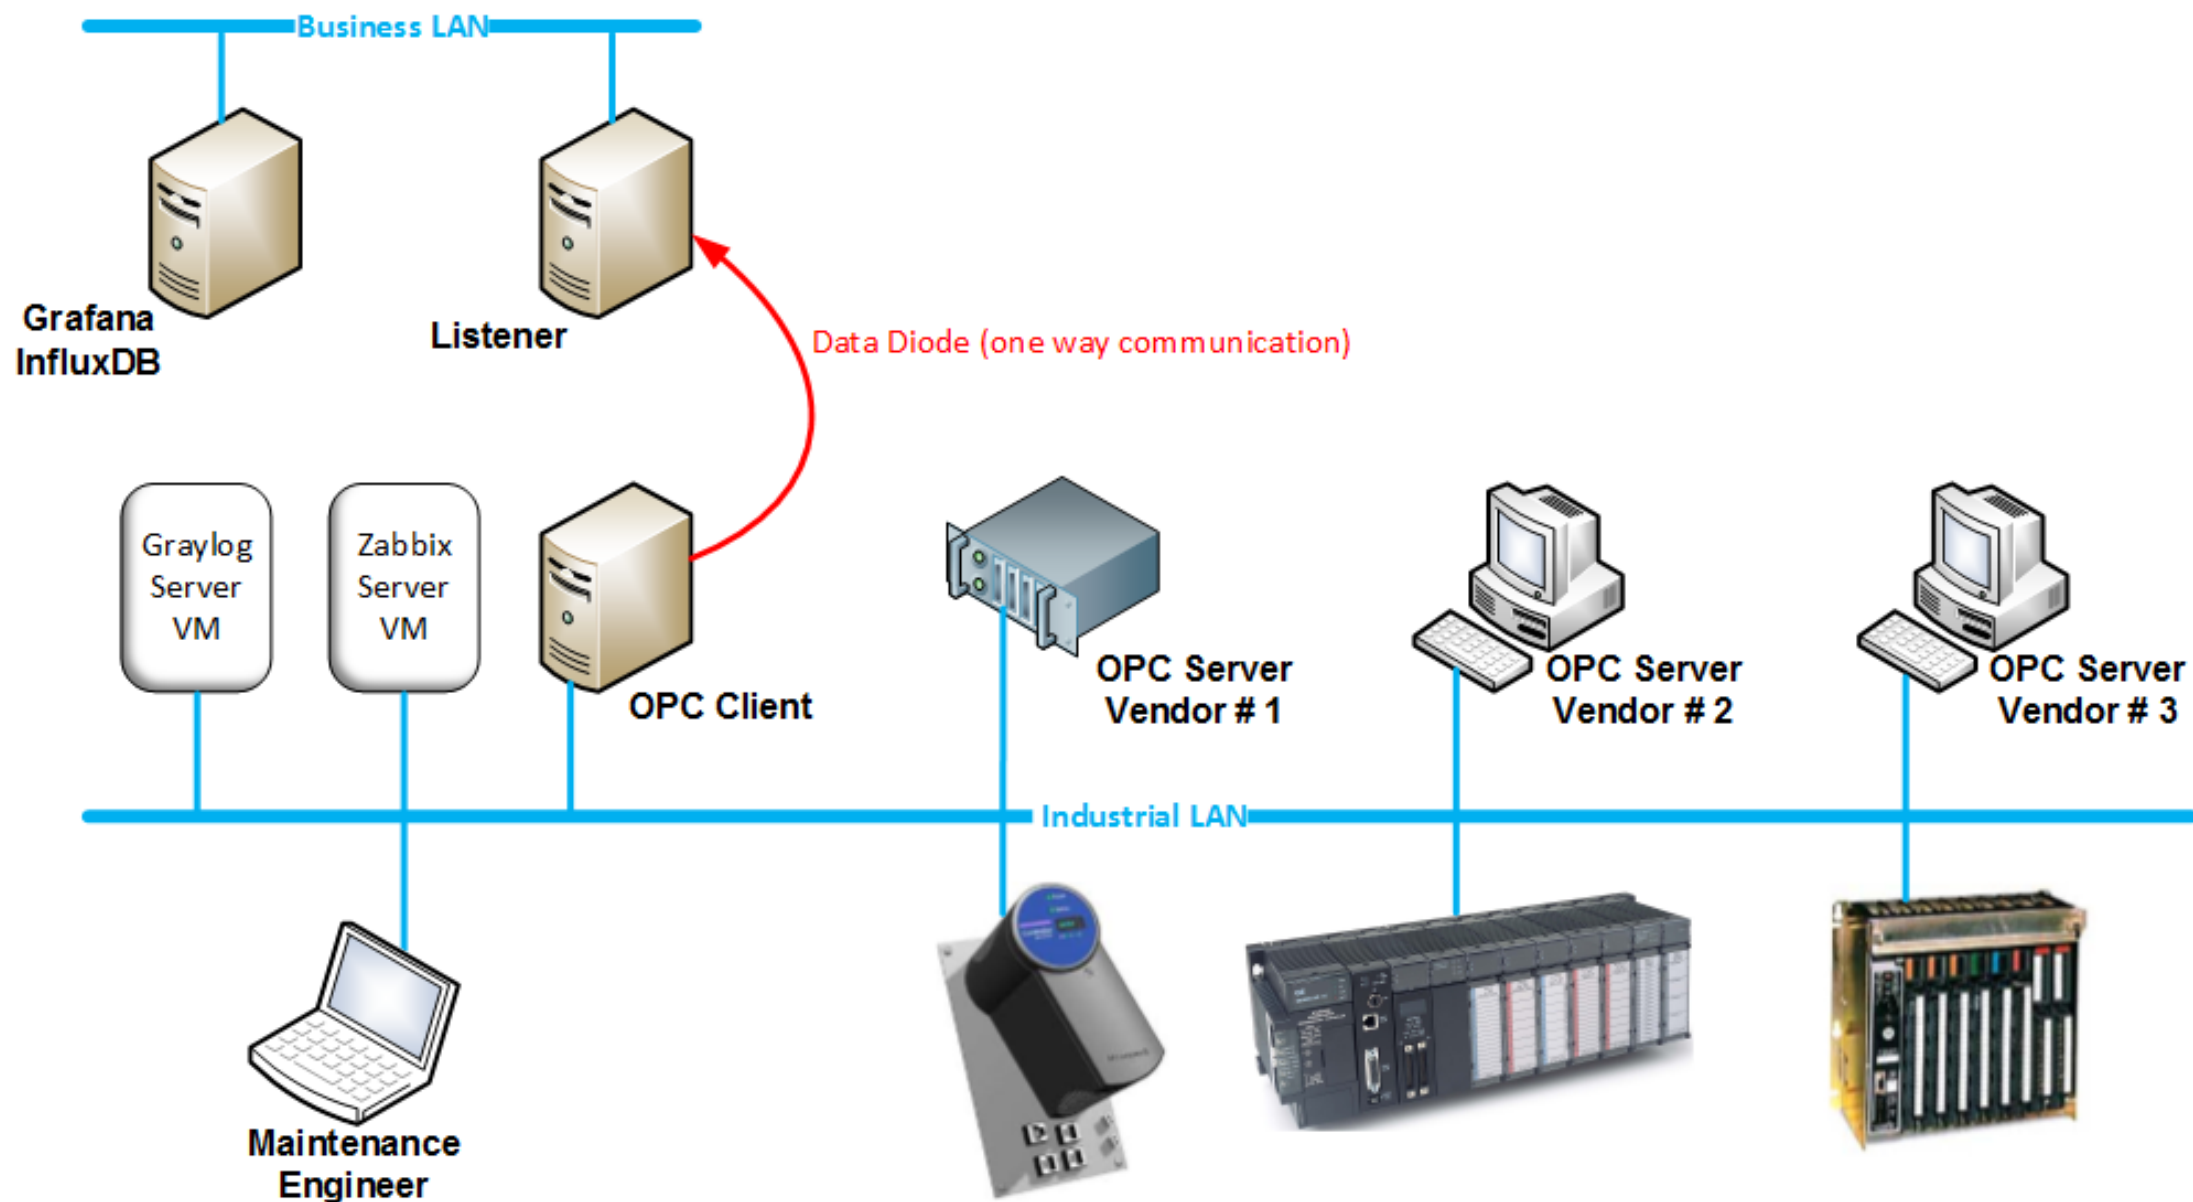 Business LAN
Grafana
InfluxDB
Listener
Data Diode (one way communication)
Graylog
Server
VM
Zabbix
Server
VM
OPC Client
OPC Server
Vendor # 1
OPC Server
Vendor # 2
OPC Server
Vendor # 3
Industrial LAN
Maintenance
Engineer